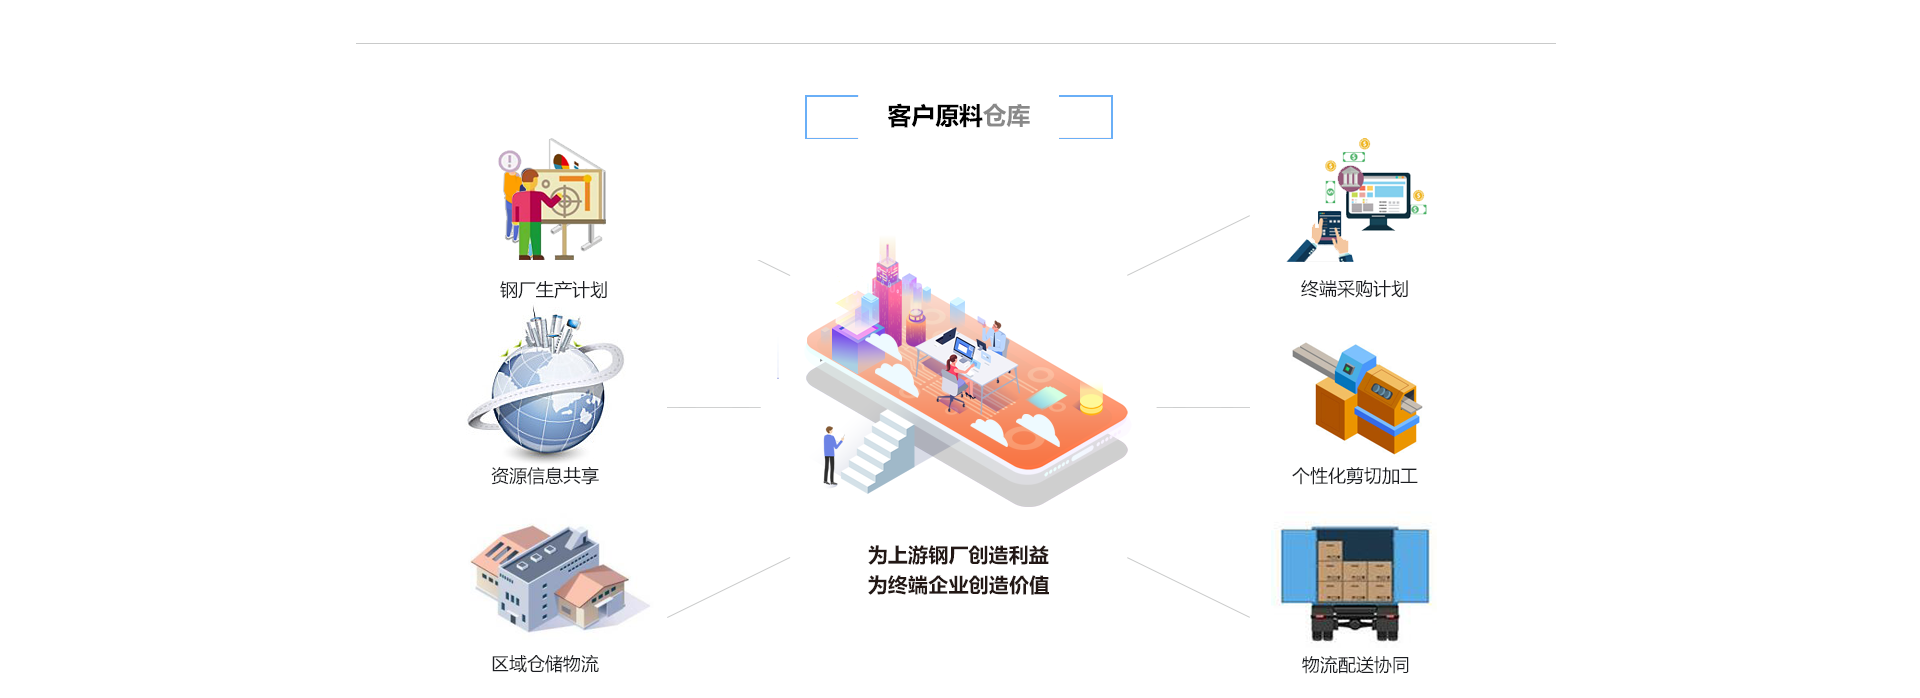 客户原料仓库
钢厂生产计划
终端采购计划
资源信息共享
个性化剪切加工
为上游钢厂创造利益
为终端企业创造价值
区域仓储物流
物流配送协同